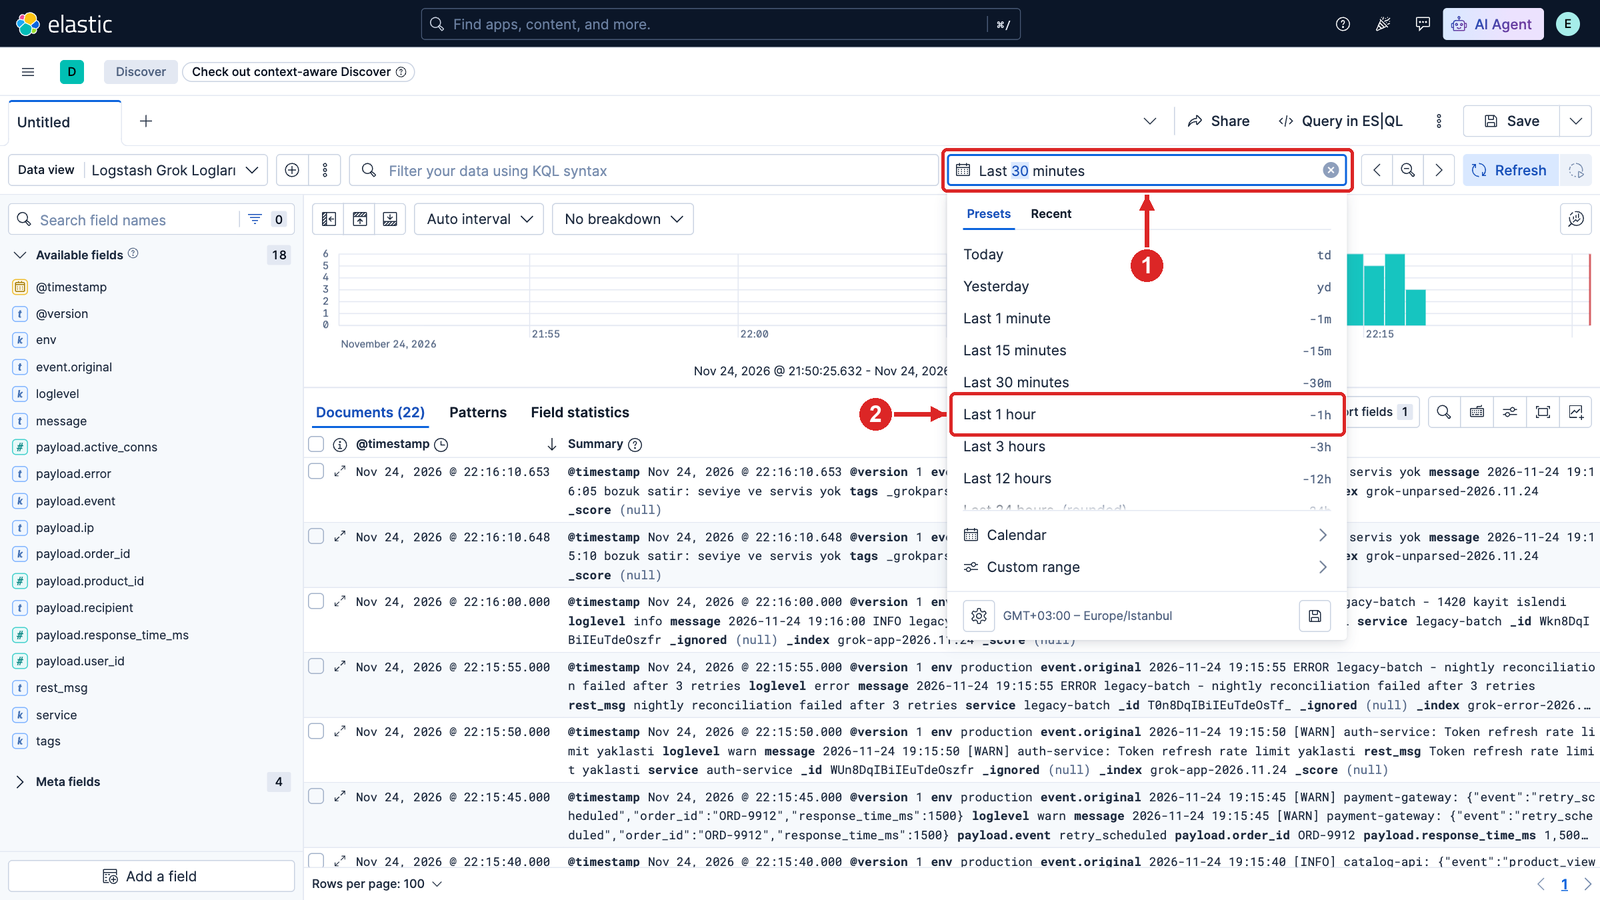 elastic
Find apps, content, and more.
⌘/
AI Agent
E
D
Discover
Check out context-aware Discover
Untitled
Share
Query in ES|QL
Save
Data view
Logstash Grok Logları
Filter your data using KQL syntax
Last 30 minutes
Refresh
Search field names
0
Auto interval
No breakdown
Available fields
18
@timestamp
@version
env
event.original
loglevel
message
payload.active_conns
payload.error
payload.event
payload.ip
payload.order_id
payload.product_id
payload.recipient
payload.response_time_ms
payload.user_id
rest_msg
service
tags
Meta fields
4
Add a field
6
5
4
3
2
1
0
21:55
22:00
22:15
November 24, 2026
Nov 24, 2026 @ 21:50:25.632 - Nov 24, 2026
Presets
Recent
Today td
Yesterday yd
Last 1 minute -1m
Last 15 minutes -15m
Last 30 minutes -30m
Last 1 hour -1h
Last 3 hours -3h
Last 12 hours -12h
Last 24 hours (rounded) -24h
Calendar
Custom range
GMT+03:00 – Europe/Istanbul
1
2
Documents (22)
Patterns
Field statistics
rt fields 1
@timestamp
Summary
Nov 24, 2026 @ 22:16:10.653 @timestamp Nov 24, 2026 @ 22:16:10.653 @version 1 servis yok message 2026-11-24 19:1
6:05 bozuk satir: seviye ve servis yok tags grok-unparsed-2026.11.24
_score (null)
Nov 24, 2026 @ 22:16:10.648 @timestamp Nov 24, 2026 @ 22:16:10.648 @version 1 servis yok message 2026-11-24 19:1
5:10 bozuk satir: seviye ve servis yok tags grok-unparsed-2026.11.24
_score (null)
Nov 24, 2026 @ 22:16:00.000 @timestamp Nov 24, 2026 @ 22:16:00.000 @version 1 gacy-batch - 1420 kayit islendi
loglevel info message 2026-11-24 19:16:00 INFO service legacy-batch _id Wkn8DqI
BiIEuTdeOszfr _ignored (null) _index grok-app-2026.11.24 _score (null)
Nov 24, 2026 @ 22:15:55.000 @timestamp Nov 24, 2026 @ 22:15:55.000 @version 1 env production event.original 2026-11-24 19:15:55 ERROR legacy-batch - nightly reconciliatio
n failed after 3 retries loglevel error message 2026-11-24 19:15:55 ERROR legacy-batch - nightly reconciliation failed after 3 retries
rest_msg nightly reconciliation failed after 3 retries service legacy-batch _id T0n8DqIBiIEuTdeOsTf_ _ignored (null) _index grok-error-2026....
Nov 24, 2026 @ 22:15:50.000 @timestamp Nov 24, 2026 @ 22:15:50.000 @version 1 env production event.original 2026-11-24 19:15:50 [WARN] auth-service: Token refresh rate li
mit yaklasti loglevel warn message 2026-11-24 19:15:50 [WARN] auth-service: Token refresh rate limit yaklasti rest_msg Token refresh rate limi
t yaklasti service auth-service _id WUn8DqIBiIEuTdeOszfr _ignored (null) _index grok-app-2026.11.24 _score (null)
Nov 24, 2026 @ 22:15:45.000 @timestamp Nov 24, 2026 @ 22:15:45.000 @version 1 env production event.original 2026-11-24 19:15:45 [WARN] payment-gateway: {"event":"retry_sc
heduled","order_id":"ORD-9912","response_time_ms":1500} loglevel warn message 2026-11-24 19:15:45 [WARN] payment-gateway: {"event":"retry_sche
duled","order_id":"ORD-9912","response_time_ms":1500} payload.event retry_scheduled payload.order_id ORD-9912 payload.response_time_ms 1,500...
Nov 24, 2026 @ 22:15:40.000 @timestamp Nov 24, 2026 @ 22:15:40.000 @version 1 env production event.original 2026-11-24 19:15:40 [INFO] catalog-api: {"event":"product_view
Rows per page: 100
1